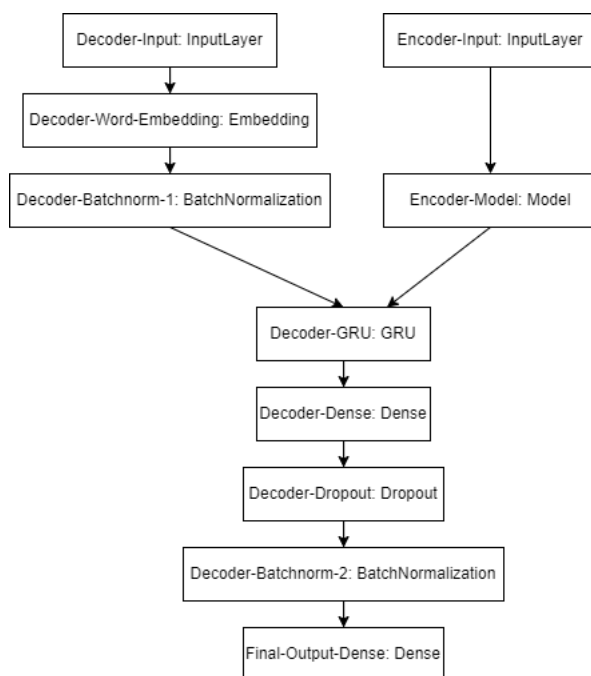 Decoder-Input: InputLayer
Encoder-Input: InputLayer
Decoder-Word-Embedding: Embedding
Decoder-Batchnorm-1: BatchNormalization
Encoder-Model: Model
Decoder-GRU: GRU
Decoder-Dense: Dense
Decoder-Dropout: Dropout
Decoder-Batchnorm-2: BatchNormalization
Final-Output-Dense: Dense